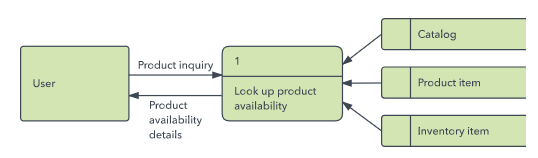 User
Product inquiry
Product
availability
details
1
Look up product
availability
Catalog
Product item
Inventory item